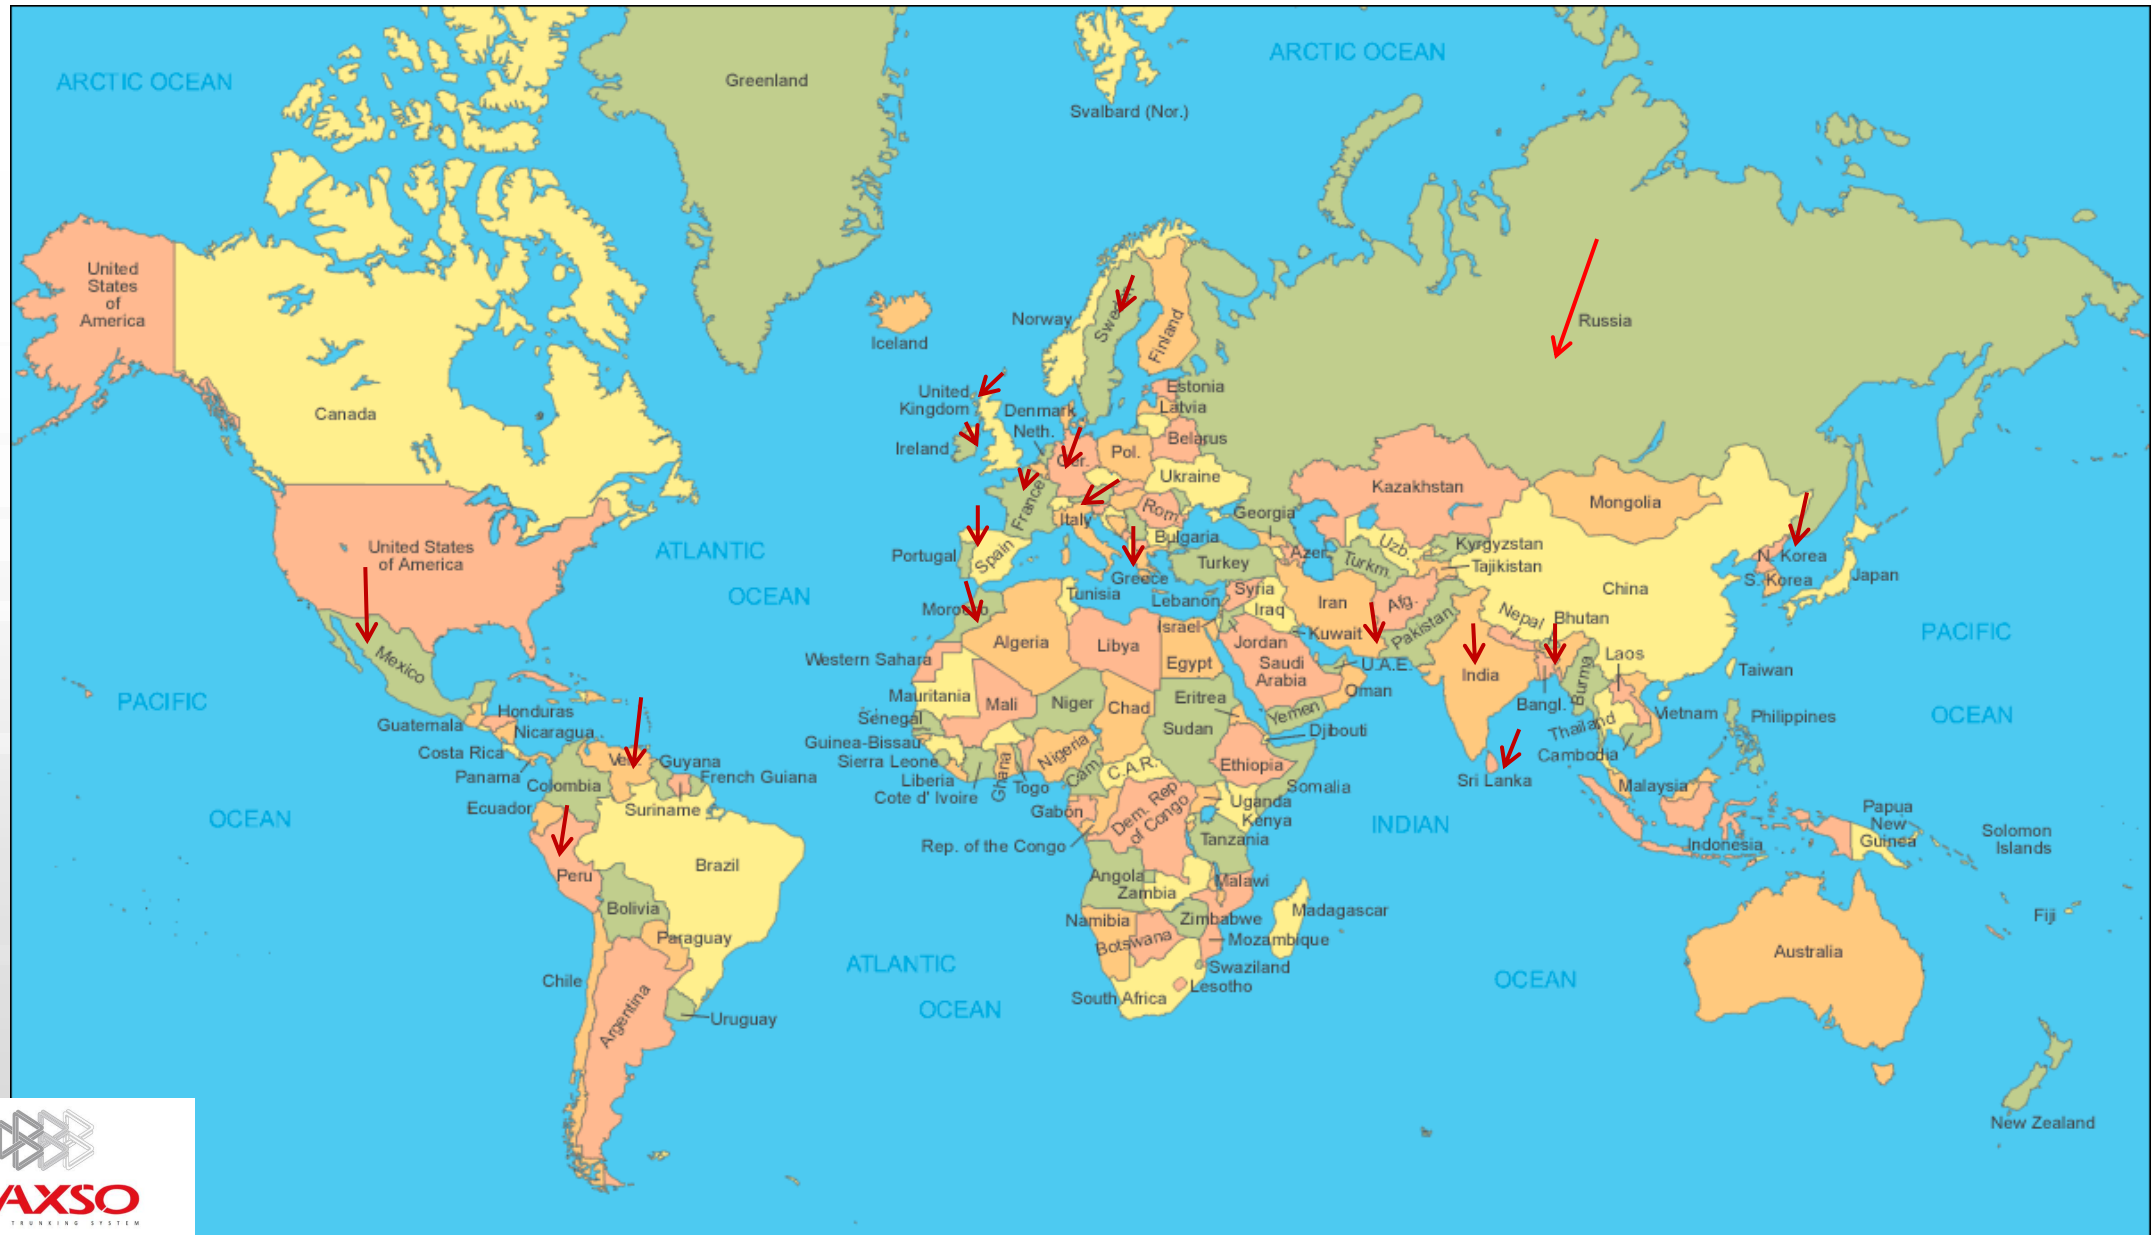 ARCTIC OCEAN
ARCTIC OCEAN
Greenland
Svalbard (Nor.)
United
States
of
America
Canada
Iceland
Norway
Sweden
Finland
Russia
United
Kingdom
Ireland
Denmark
Neth.
Estonia
Latvia
Belarus
Ger.
Pol.
Ukraine
France
Italy
Rom.
Bulgaria
Georgia
Azer.
Kazakhstan
Mongolia
Uzb.
Turkm.
Kyrgyzstan
Tajikistan
N. Korea
S. Korea
Japan
China
United States
of America
ATLANTIC
OCEAN
Portugal
Spain
Greece
Turkey
Tunisia
Lebanon
Syria
Iraq
Iran
Afg.
Pakistan
Nepal
Bhutan
Morocco
Algeria
Libya
Israel
Egypt
Jordan
Kuwait
Saudi
Arabia
U.A.E.
Oman
India
Bangl.
Burma
Laos
Taiwan
PACIFIC
OCEAN
Mexico
PACIFIC
OCEAN
Western Sahara
Mauritania
Mali
Niger
Chad
Sudan
Eritrea
Yemen
Djibouti
Senegal
Guinea-Bissau
Sierra Leone
Liberia
Cote d' Ivoire
Ghana
Togo
Nigeria
Cam.
C.A.R.
Ethiopia
Somalia
Thailand
Vietnam
Cambodia
Philippines
Sri Lanka
Malaysia
Guatemala
Honduras
Nicaragua
Costa Rica
Panama
Ven.
Guyana
French Guiana
Colombia
Suriname
Ecuador
Peru
Brazil
Bolivia
Paraguay
Chile
Argentina
Uruguay
Gabon
Rep. of the Congo
Dem. Rep
of Congo
Uganda
Kenya
Tanzania
INDIAN
OCEAN
Indonesia
Papua
New
Guinea
Solomon
Islands
Angola
Zambia
Malawi
Namibia
Botswana
Zimbabwe
Mozambique
Madagascar
Swaziland
Lesotho
South Africa
ATLANTIC
OCEAN
Fiji
Australia
New Zealand
AXSO
TRUNKING SYSTEM